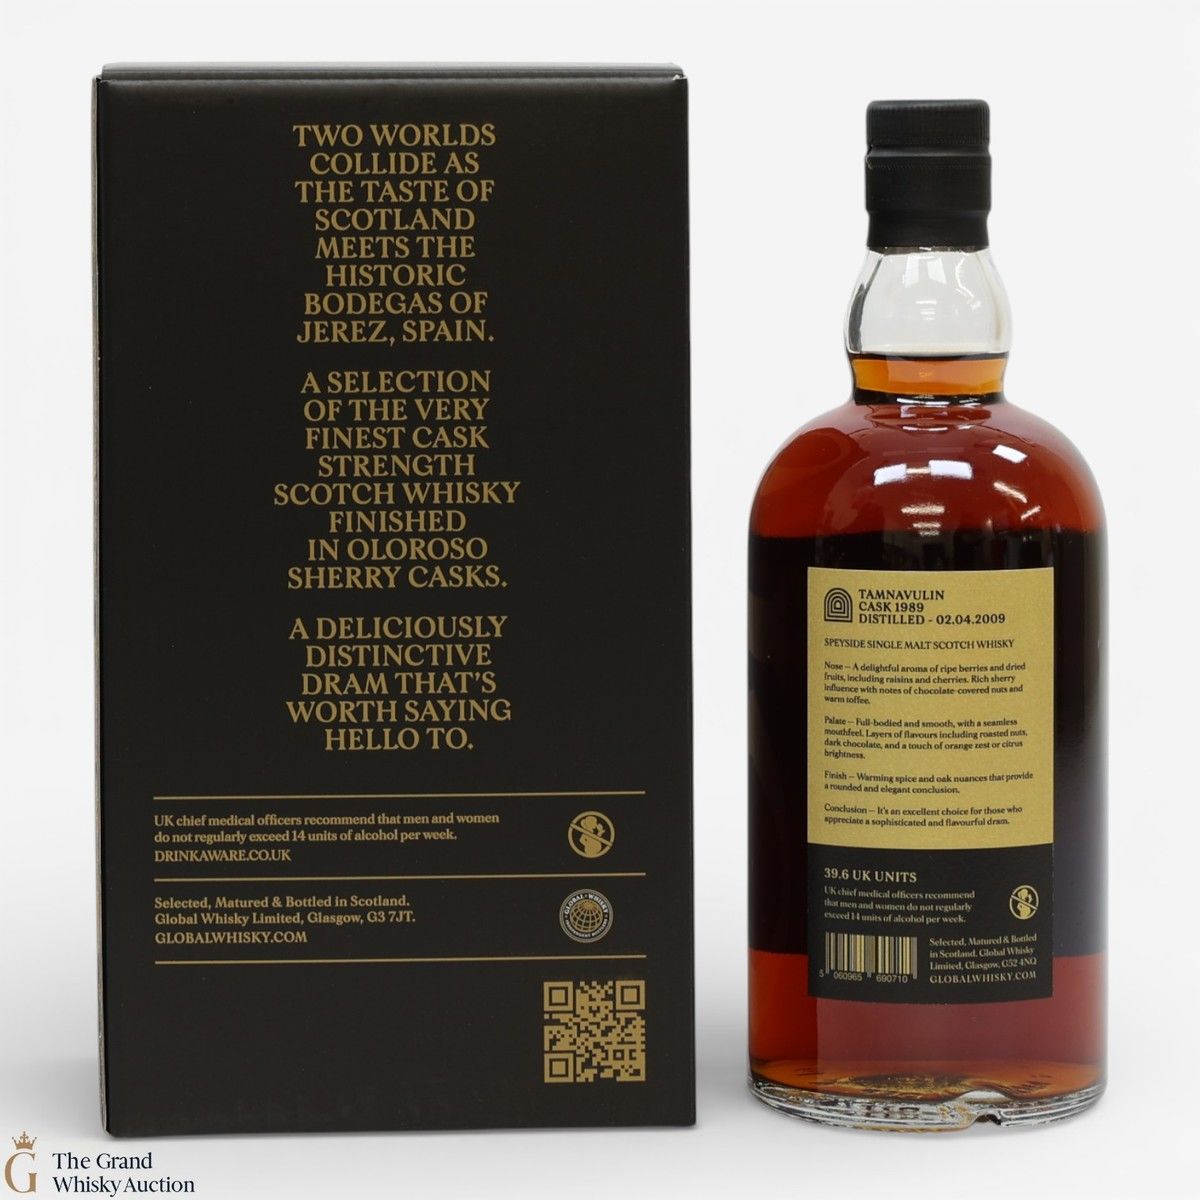 TWO WORLDS
COLLIDE AS
THE TASTE OF
SCOTLAND
MEETS THE
HISTORIC
BODEGAS OF
JEREZ, SPAIN.
A SELECTION
OF THE VERY
FINEST CASK
STRENGTH
SCOTCH WHISKY
FINISHED
IN OLOROSO
SHERRY CASKS.
A DELICIOUSLY
DISTINCTIVE
DRAM THAT'S
WORTH SAYING
HELLO TO.
UK chief medical officers recommend that men and women
do not regularly exceed 14 units of alcohol per week.
DRINKAWARE.CO.UK
Selected, Matured & Bottled in Scotland.
Global Whisky Limited, Glasgow, G3 7JT.
GLOBALWHISKY.COM
GLOBAL · WHISKY
TAMNAVULIN
CASK 1989
DISTILLED - 02.04.2009
SPEYSIDE SINGLE MALT SCOTCH WHISKY
Nose – A delightful aroma of ripe berries and dried
fruits, including raisins and cherries. Rich sherry
influence with notes of chocolate-covered nuts and
warm toffee.
Palate – Full-bodied and smooth, with a seamless
mouthfeel. Layers of flavours including roasted nuts,
dark chocolate, and a touch of orange zest or citrus
brightness.
Finish – Warming spice and oak nuances that provide
a rounded and elegant conclusion.
Conclusion – It's an excellent choice for those who
appreciate a sophisticated and flavourful dram.
39.6 UK UNITS
UK chief medical officers recommend
that men and women do not regularly
exceed 14 units of alcohol per week.
5 060965 690710
Selected, Matured & Bottled
in Scotland. Global Whisky
Limited, Glasgow, G52 4NQ
GLOBALWHISKY.COM
G The Grand
Whisky Auction